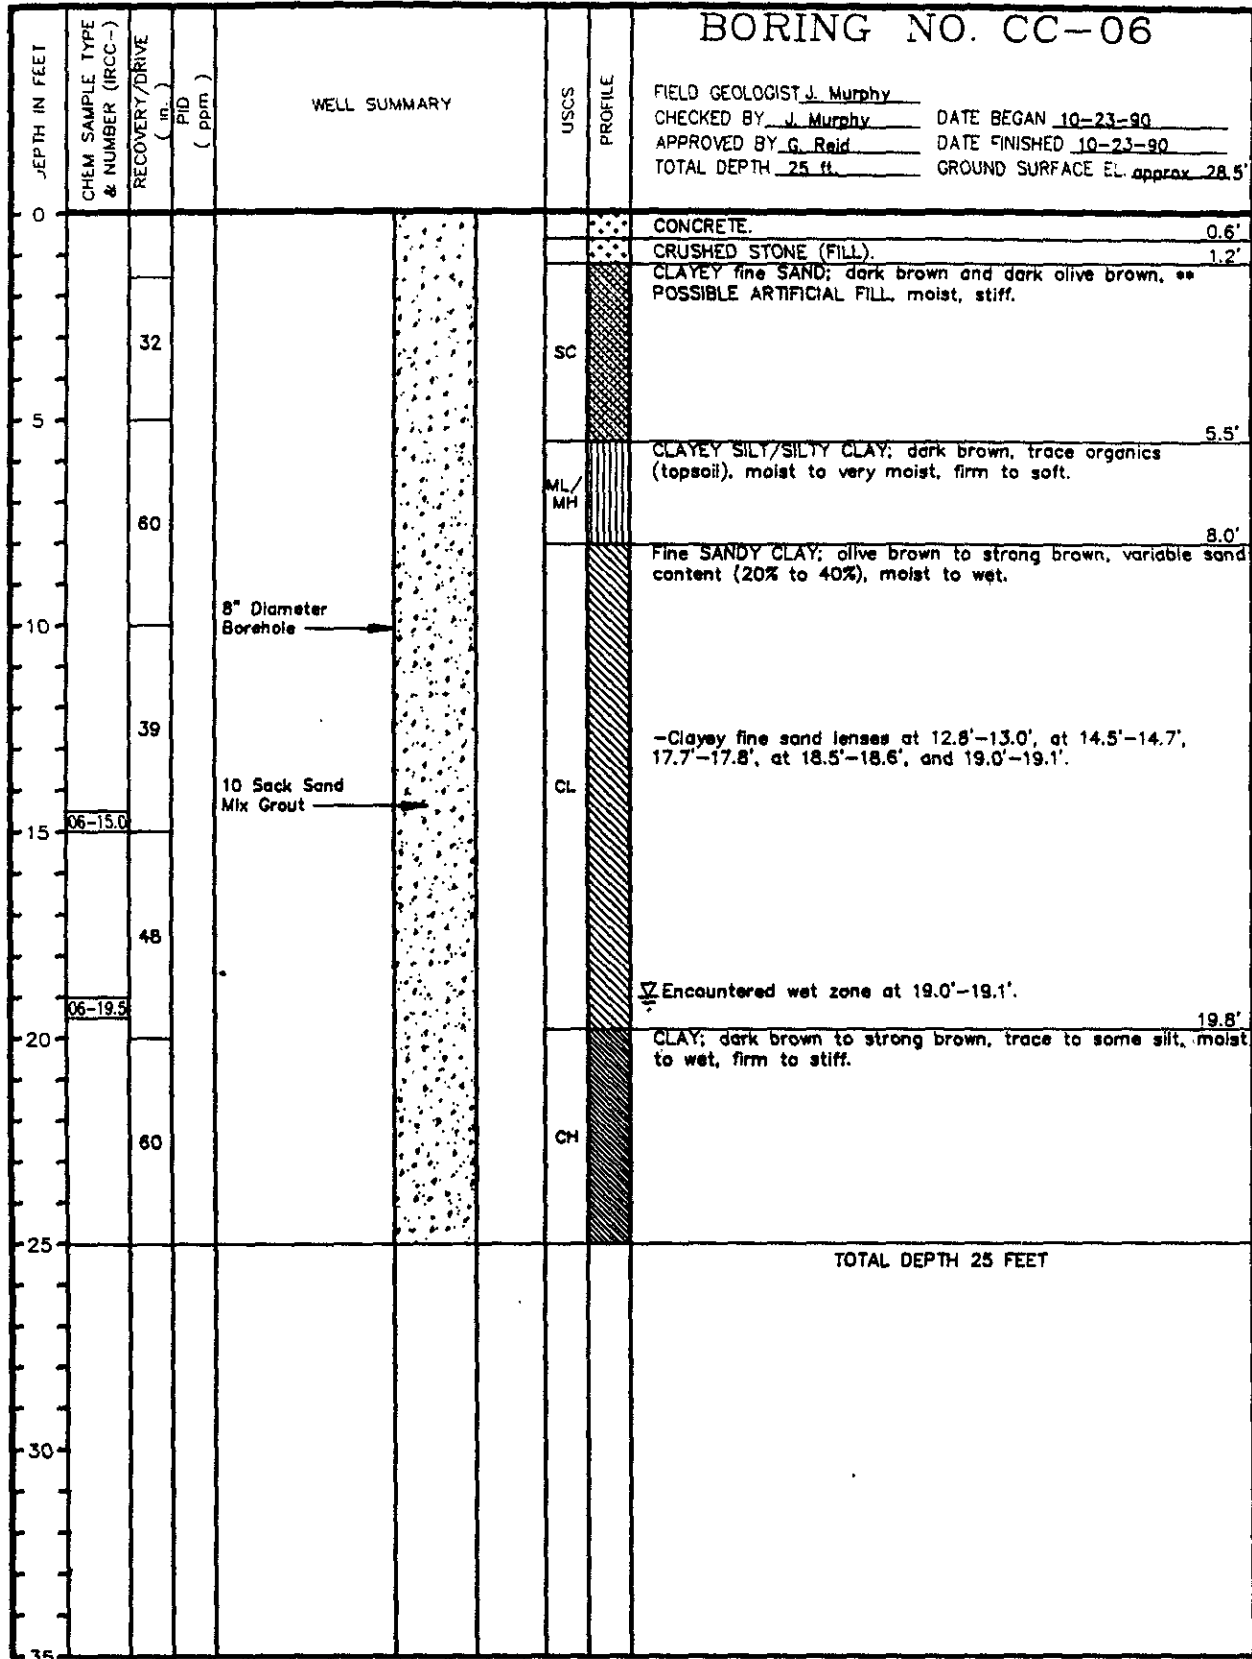 BORING NO. CC-06
FIELD GEOLOGIST J. Murphy
CHECKED BY J. Murphy DATE BEGAN 10-23-90
APPROVED BY G. Reid DATE FINISHED 10-23-90
TOTAL DEPTH 25 ft. GROUND SURFACE EL. approx 28.5'
DEPTH IN FEET
CHEM SAMPLE TYPE
& NUMBER (IRCC-)
RECOVERY/DRIVE
( in. )
PID
( ppm )
WELL SUMMARY
USCS
PROFILE
0
CONCRETE. 0.6'
CRUSHED STONE (FILL). 1.2'
CLAYEY fine SAND; dark brown and dark olive brown, **
POSSIBLE ARTIFICIAL FILL, moist, stiff.
32
SC
5
5.5'
CLAYEY SILT/SILTY CLAY; dark brown, trace organics
(topsoil), moist to very moist, firm to soft.
ML/
MH
60
8.0'
Fine SANDY CLAY; olive brown to strong brown, variable sand
content (20% to 40%), moist to wet.
8" Diameter
Borehole
10
39
-Clayey fine sand lenses at 12.8'-13.0', at 14.5'-14.7',
17.7'-17.8', at 18.5'-18.6', and 19.0'-19.1'.
10 Sack Sand
Mix Grout
CL
06-15.0
15
48
Encountered wet zone at 19.0'-19.1'.
06-19.5
19.8'
20
CLAY; dark brown to strong brown, trace to some silt, moist
to wet, firm to stiff.
60
CH
25
TOTAL DEPTH 25 FEET
30
35